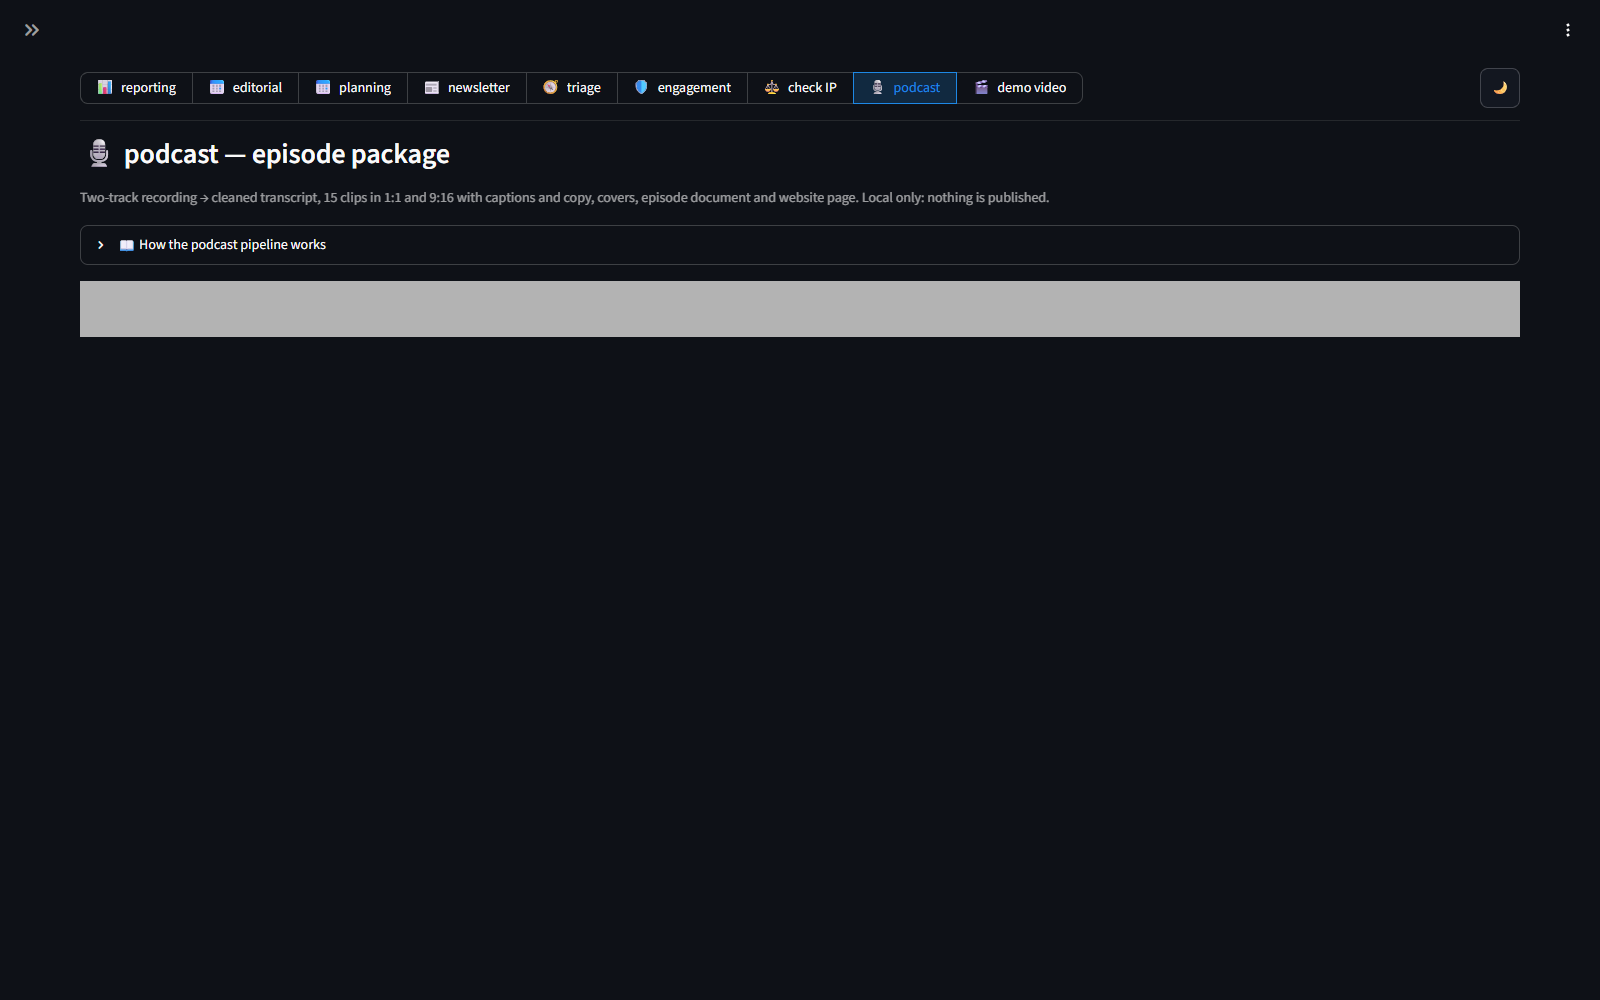 reporting
editorial
planning
newsletter
triage
engagement
check IP
podcast
demo video
podcast — episode package
Two-track recording → cleaned transcript, 15 clips in 1:1 and 9:16 with captions and copy, covers, episode document and website page. Local only: nothing is published.
How the podcast pipeline works